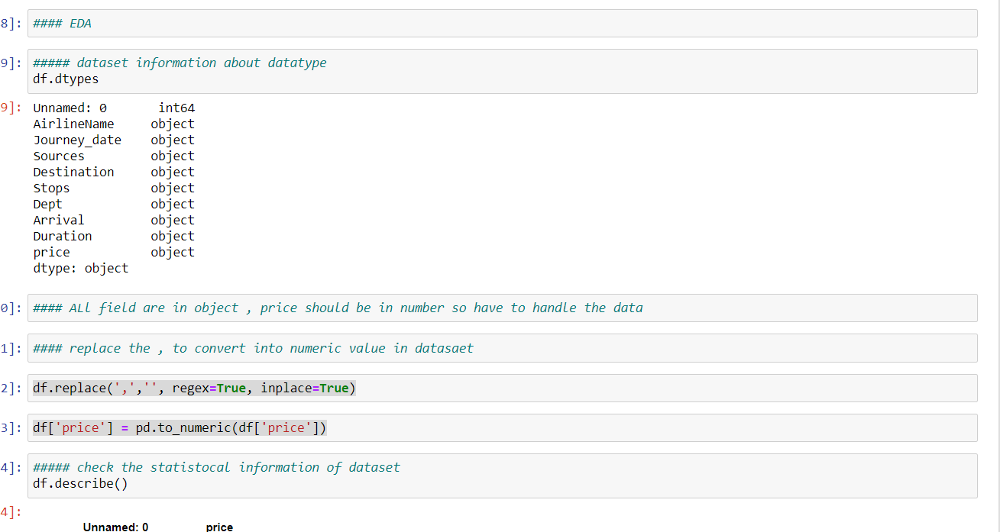 8]: #### EDA
9]: ##### dataset information about datatype
df.dtypes
9]: Unnamed: 0 int64
AirlineName object
Journey_date object
Sources object
Destination object
Stops object
Dept object
Arrival object
Duration object
price object
dtype: object
0]: #### ALl field are in object , price should be in number so have to handle the data
1]: #### replace the , to convert into numeric value in datasaet
2]: df.replace(',','', regex=True, inplace=True)
3]: df['price'] = pd.to_numeric(df['price'])
4]: ##### check the statistocal information of dataset
df.describe()
4]:
Unnamed: 0 price